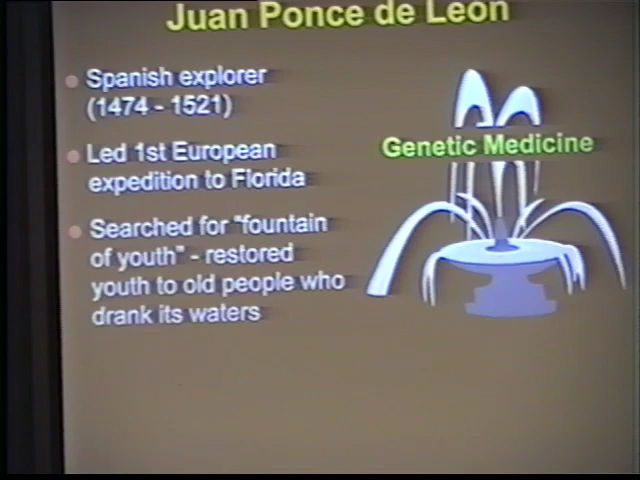 Juan Ponce de Leon
Spanish explorer
(1474 - 1521)
Led 1st European
expedition to Florida
Searched for "fountain
of youth" - restored
youth to old people who
drank its waters
Genetic Medicine